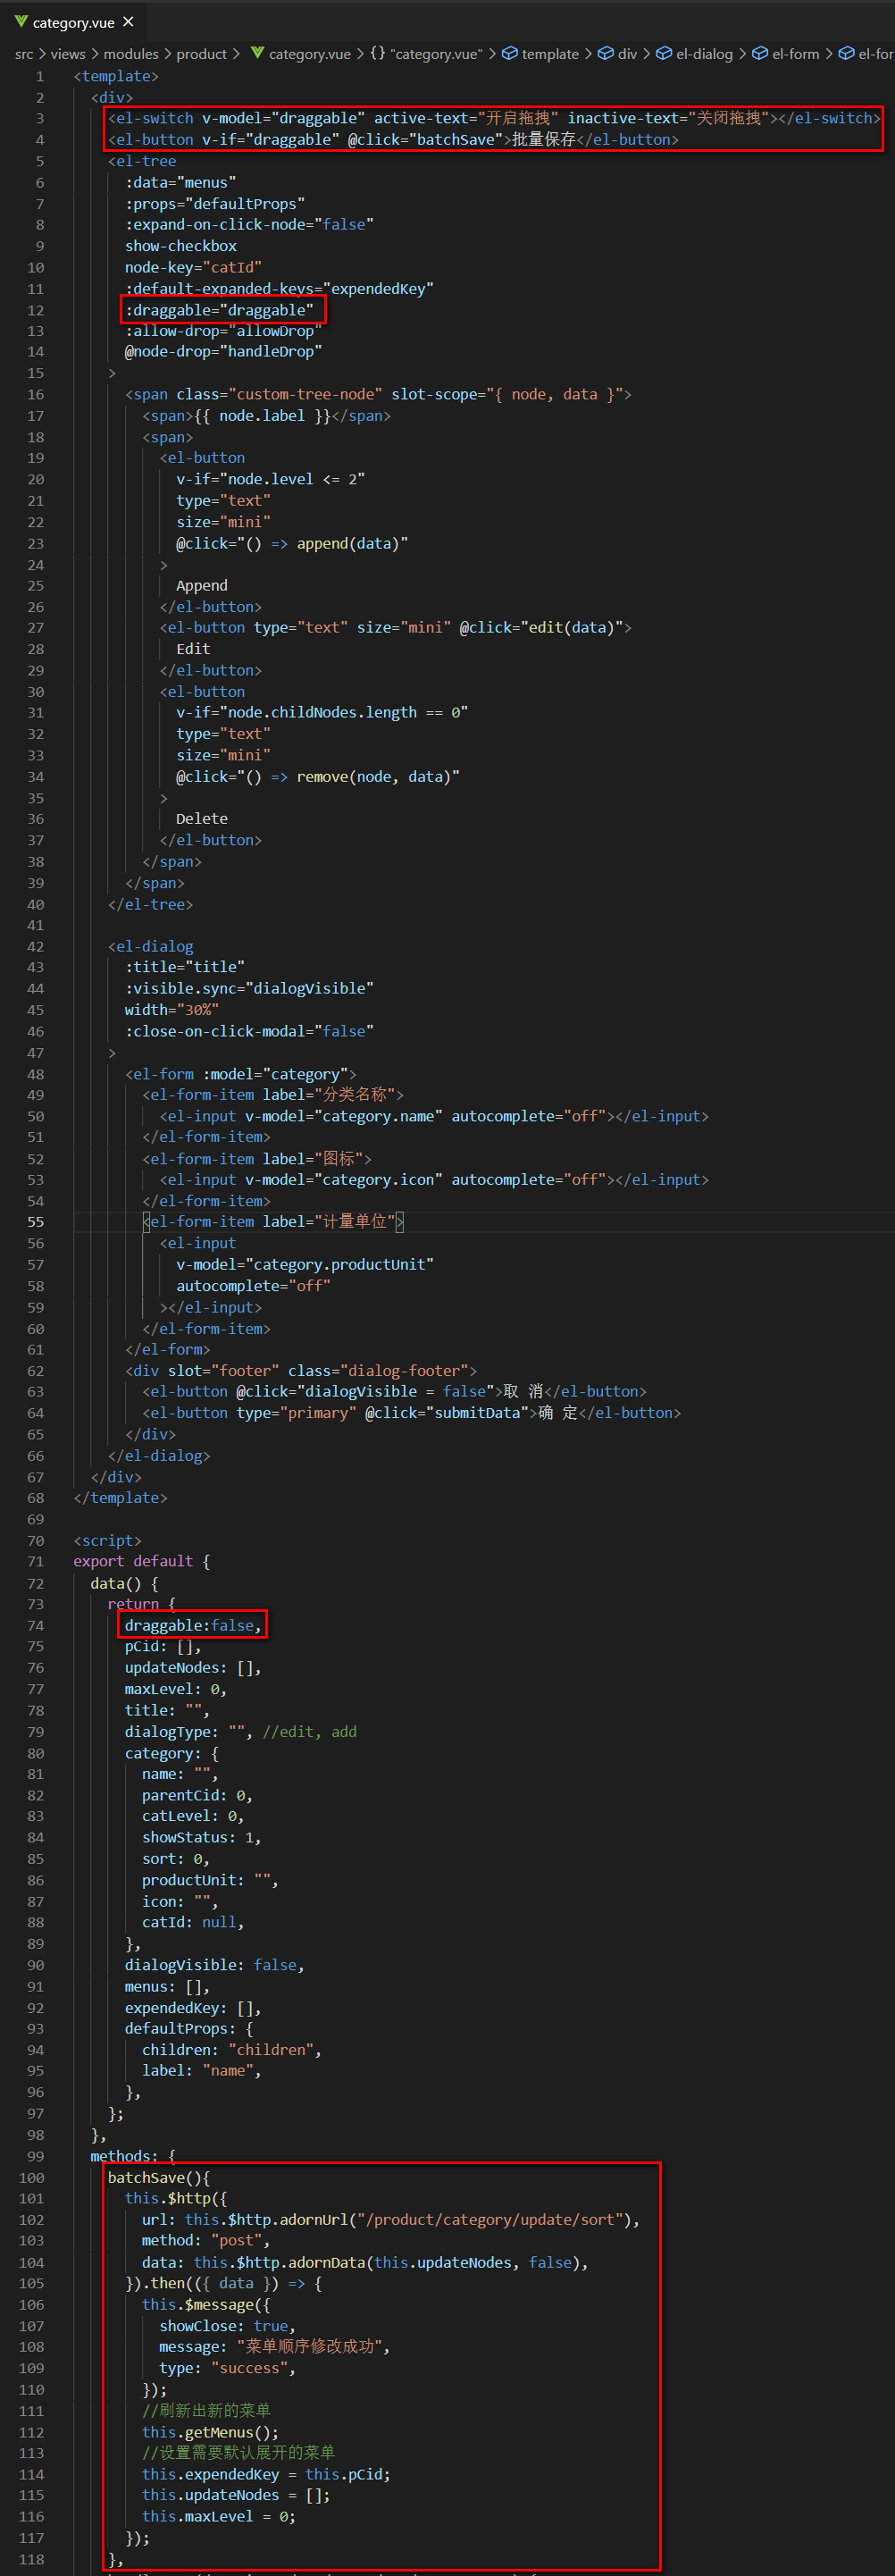 category.vue ×
src > views > modules > product > category.vue > {} "category.vue" > template > div > el-dialog > el-form > el-for
1 <template>
2 <div>
3 <el-switch v-model="draggable" active-text="开启拖拽" inactive-text="关闭拖拽"></el-switch>
4 <el-button v-if="draggable" @click="batchSave">批量保存</el-button>
5 <el-tree
6 :data="menus"
7 :props="defaultProps"
8 :expand-on-click-node="false"
9 show-checkbox
10 node-key="catId"
11 :default-expanded-keys="expendedKey"
12 :draggable="draggable"
13 :allow-drop="allowDrop"
14 @node-drop="handleDrop"
15 >
16 <span class="custom-tree-node" slot-scope="{ node, data }">
17 <span>{{ node.label }}</span>
18 <span>
19 <el-button
20 v-if="node.level <= 2"
21 type="text"
22 size="mini"
23 @click="() => append(data)"
24 >
25 Append
26 </el-button>
27 <el-button type="text" size="mini" @click="edit(data)">
28 Edit
29 </el-button>
30 <el-button
31 v-if="node.childNodes.length == 0"
32 type="text"
33 size="mini"
34 @click="() => remove(node, data)"
35 >
36 Delete
37 </el-button>
38 </span>
39 </span>
40 </el-tree>
41
42 <el-dialog
43 :title="title"
44 :visible.sync="dialogVisible"
45 width="30%"
46 :close-on-click-modal="false"
47 >
48 <el-form :model="category">
49 <el-form-item label="分类名称">
50 <el-input v-model="category.name" autocomplete="off"></el-input>
51 </el-form-item>
52 <el-form-item label="图标">
53 <el-input v-model="category.icon" autocomplete="off"></el-input>
54 </el-form-item>
55 <el-form-item label="计量单位">
56 <el-input
57 v-model="category.productUnit"
58 autocomplete="off"
59 ></el-input>
60 </el-form-item>
61 </el-form>
62 <div slot="footer" class="dialog-footer">
63 <el-button @click="dialogVisible = false">取 消</el-button>
64 <el-button type="primary" @click="submitData">确 定</el-button>
65 </div>
66 </el-dialog>
67 </div>
68 </template>
69
70 <script>
71 export default {
72 data() {
73 return {
74 draggable:false,
75 pCid: [],
76 updateNodes: [],
77 maxLevel: 0,
78 title: "",
79 dialogType: "", //edit, add
80 category: {
81 name: "",
82 parentCid: 0,
83 catLevel: 0,
84 showStatus: 1,
85 sort: 0,
86 productUnit: "",
87 icon: "",
88 catId: null,
89 },
90 dialogVisible: false,
91 menus: [],
92 expendedKey: [],
93 defaultProps: {
94 children: "children",
95 label: "name",
96 },
97 };
98 },
99 methods: {
100 batchSave(){
101 this.$http({
102 url: this.$http.adornUrl("/product/category/update/sort"),
103 method: "post",
104 data: this.$http.adornData(this.updateNodes, false),
105 }).then(({ data }) => {
106 this.$message({
107 showClose: true,
108 message: "菜单顺序修改成功",
109 type: "success",
110 });
111 //刷新出新的菜单
112 this.getMenus();
113 //设置需要默认展开的菜单
114 this.expendedKey = this.pCid;
115 this.updateNodes = [];
116 this.maxLevel = 0;
117 });
118 },